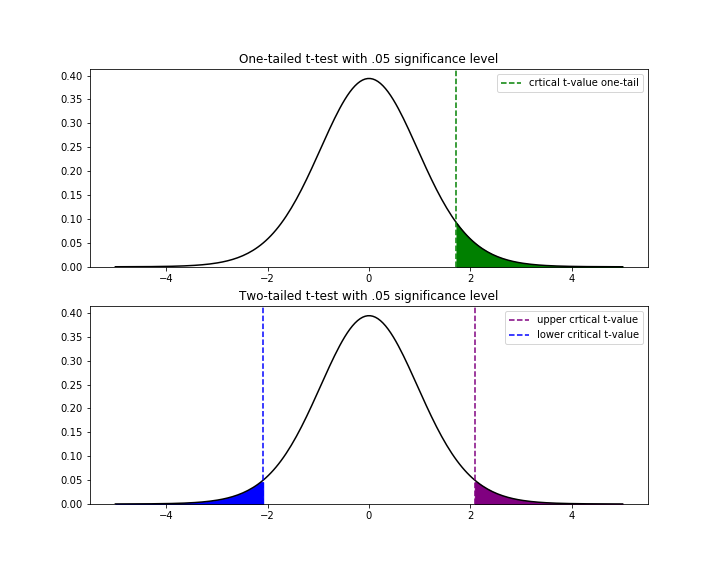 One-tailed t-test with .05 significance level
0.40
0.35
0.30
0.25
0.20
0.15
0.10
0.05
0.00
crtical t-value one-tail
−4 −2 0 2 4
Two-tailed t-test with .05 significance level
0.40
0.35
0.30
0.25
0.20
0.15
0.10
0.05
0.00
upper crtical t-value
lower critical t-value
−4 −2 0 2 4